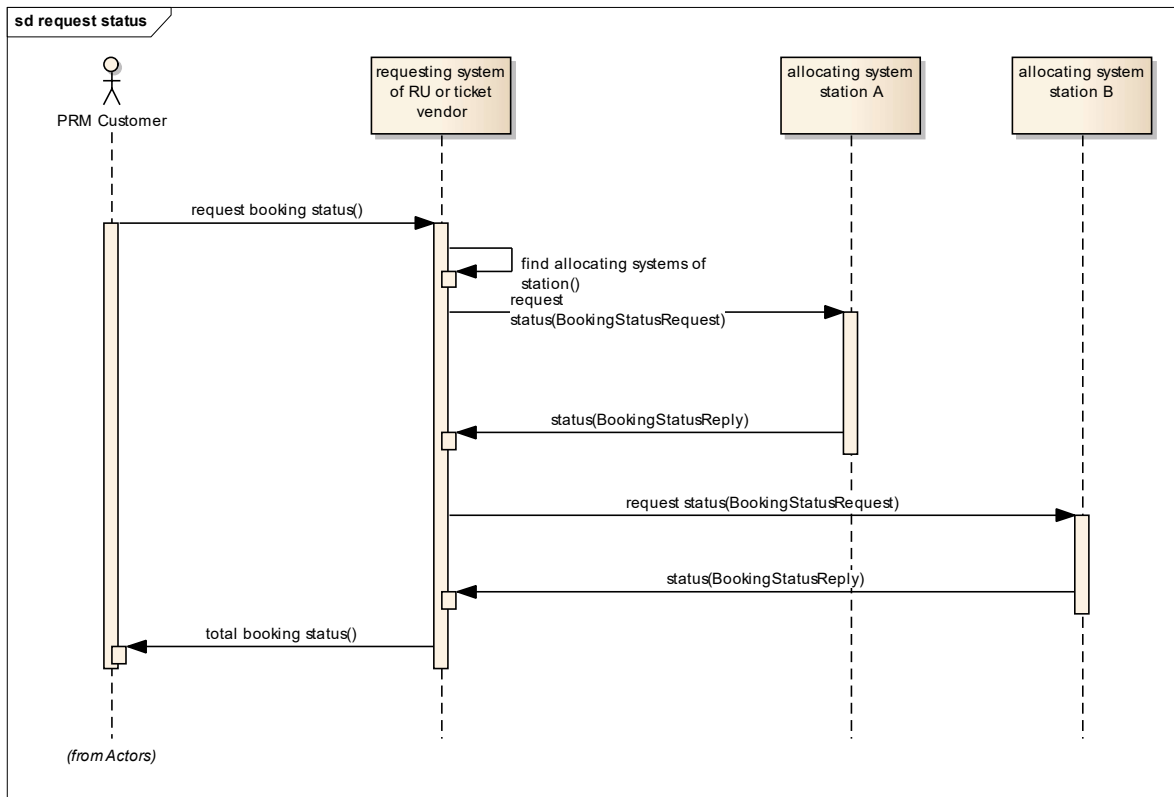 sd request status
PRM Customer
requesting system
of RU or ticket
vendor
allocating system
station A
allocating system
station B
request booking status()
find allocating systems of
station()
request
status(BookingStatusRequest)
status(BookingStatusReply)
request status(BookingStatusRequest)
status(BookingStatusReply)
total booking status()
(from Actors)